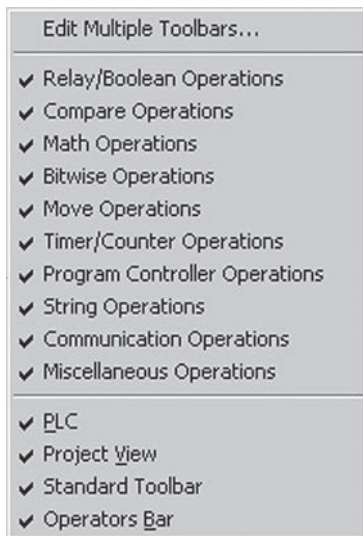 Edit Multiple Toolbars...
Relay/Boolean Operations
Compare Operations
Math Operations
Bitwise Operations
Move Operations
Timer/Counter Operations
Program Controller Operations
String Operations
Communication Operations
Miscellaneous Operations
PLC
Project View
Standard Toolbar
Operators Bar